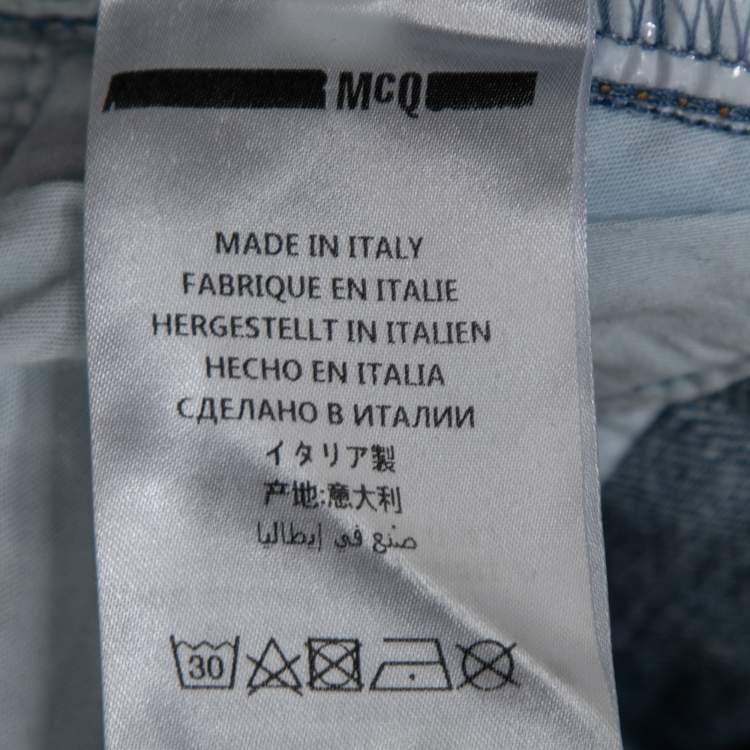 McQ
MADE IN ITALY
FABRIQUE EN ITALIE
HERGESTELLT IN ITALIEN
HECHO EN ITALIA
СДЕЛАНО В ИТАЛИИ
イタリア製
产地:意大利
صنع في إيطاليا
30